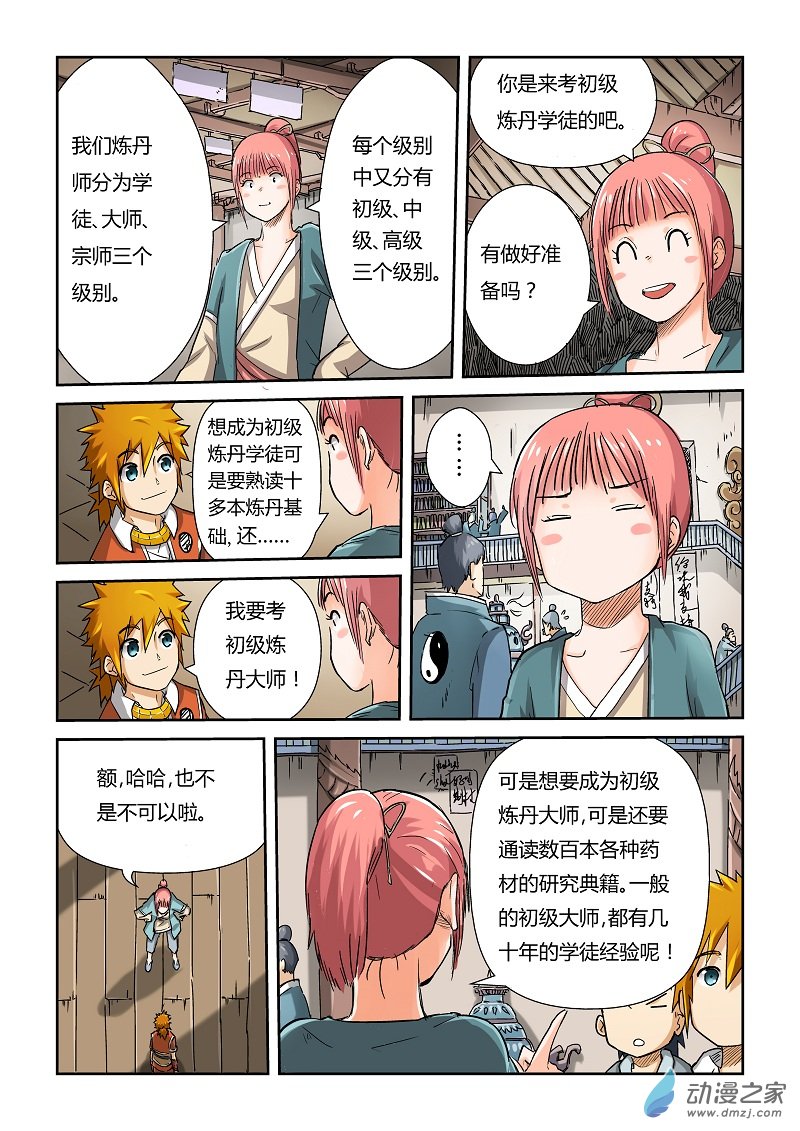 我们炼丹
师分为学
徒、大师、
宗师三个
级别。
每个级别
中又分有
初级、中
级、高级
三个级别。
你是来考初级
炼丹学徒的吧。
有做好准
备吗？
想成为初级
炼丹学徒可
是要熟读十
多本炼丹基
础，还……
……
我要考
初级炼
丹大师！
额，哈哈，也不
是不可以啦。
可是想要成为初级
炼丹大师，可是还要
通读数百本各种药
材的研究典籍。一般
的初级大师，都有几
十年的学徒经验呢！
动漫之家
www.dmzj.com